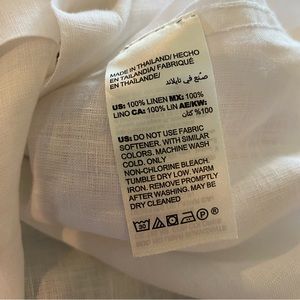 MADE IN THAILAND/ HECHO
EN TAILANDIA/ FABRIQUÉ
EN THAÏLANDE/
صنع في تايلاند
US: 100% LINEN MX: 100%
LINO CA: 100% LIN AE/KW:
100% كتان
US: DO NOT USE FABRIC
SOFTENER. WITH SIMILAR
COLORS. MACHINE WASH
COLD. ONLY
NON-CHLORINE BLEACH.
TUMBLE DRY LOW. WARM
IRON. REMOVE PROMPTLY
AFTER WASHING. MAY BE
DRY CLEANED
30 P